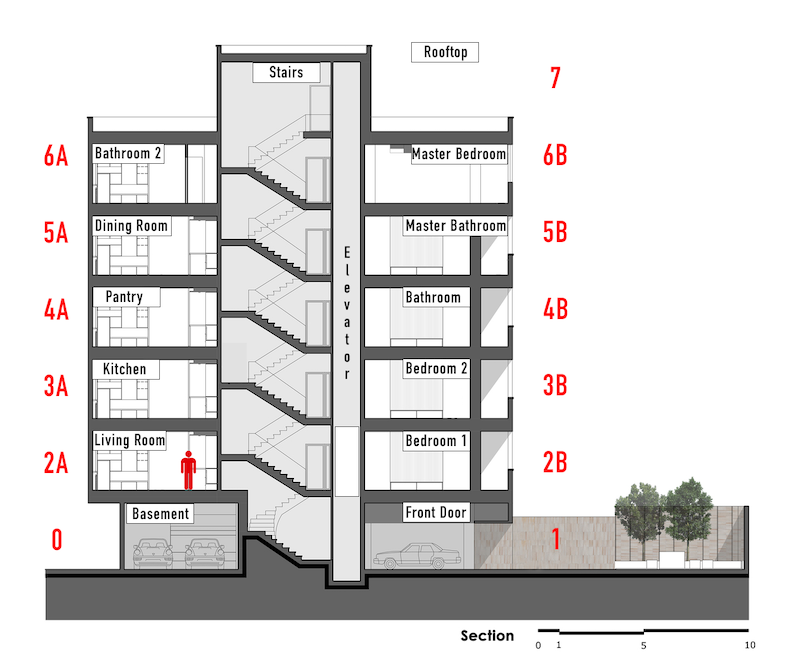 Rooftop
Stairs
7
6A
Bathroom 2
Master Bedroom
6B
5A
Dining Room
Master Bathroom
5B
Elevator
4A
Pantry
Bathroom
4B
3A
Kitchen
Bedroom 2
3B
2A
Living Room
Bedroom 1
2B
0
Basement
Front Door
1
Section
0 1 5 10